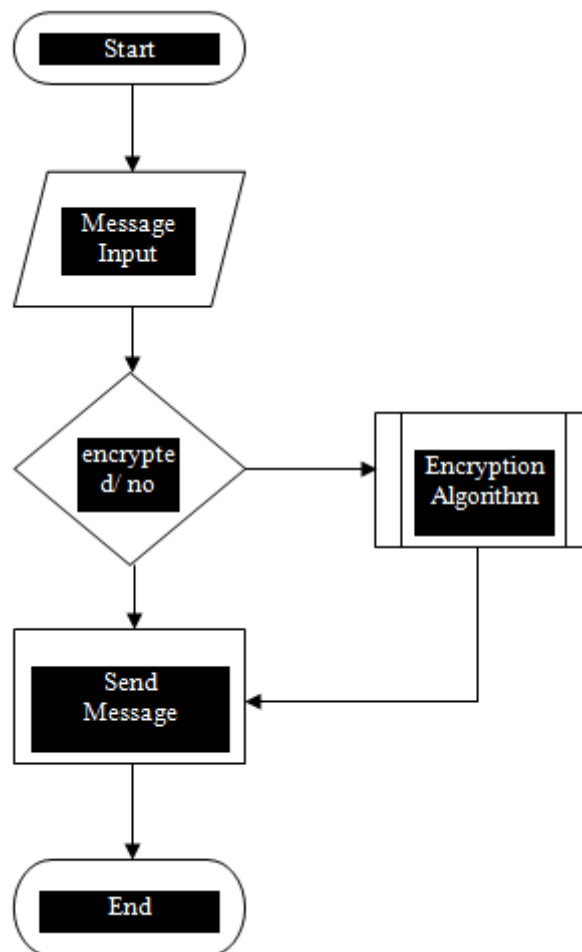 Start
Message
Input
encrypte
d/ no
Encryption
Algorithm
Send
Message
End